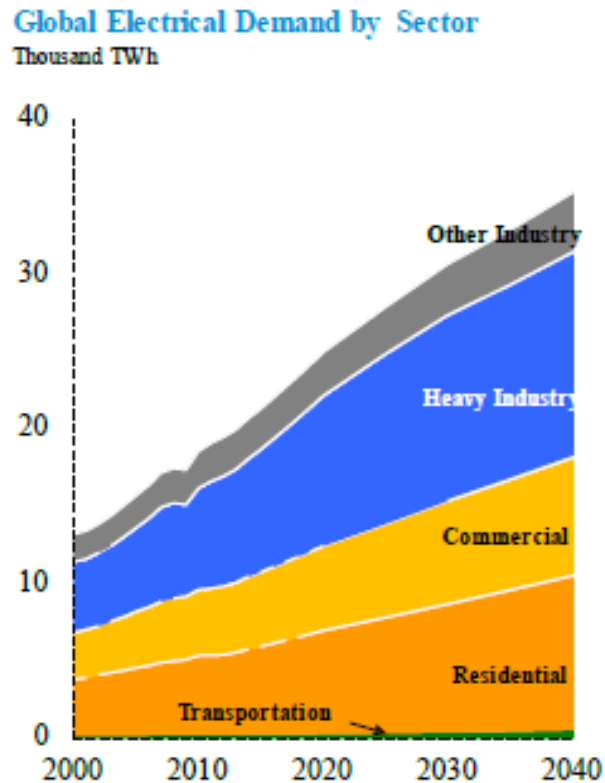 Global Electrical Demand by Sector
Thousand TWh
40
30
20
10
0
Other Industry
Heavy Industry
Commercial
Residential
Transportation
2000 2010 2020 2030 2040